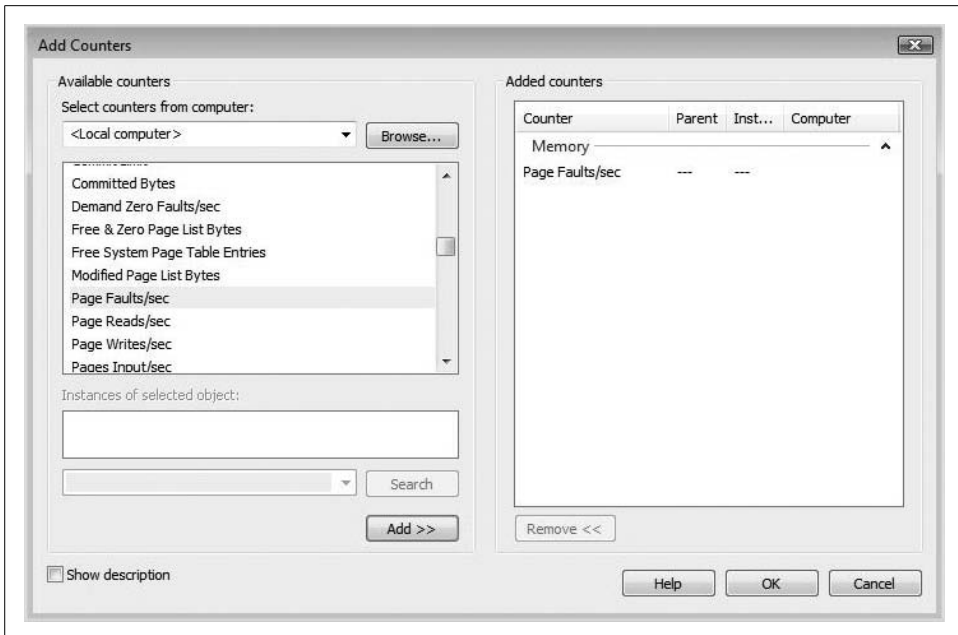 Add Counters
Available counters
Select counters from computer:
<Local computer>
Browse...
Committed Bytes
Demand Zero Faults/sec
Free & Zero Page List Bytes
Free System Page Table Entries
Modified Page List Bytes
Page Faults/sec
Page Reads/sec
Page Writes/sec
Pages Input/sec
Instances of selected object:
Search
Add >>
Show description
Added counters
Counter Parent Inst... Computer
Memory
Page Faults/sec --- ---
Remove <<
Help OK Cancel